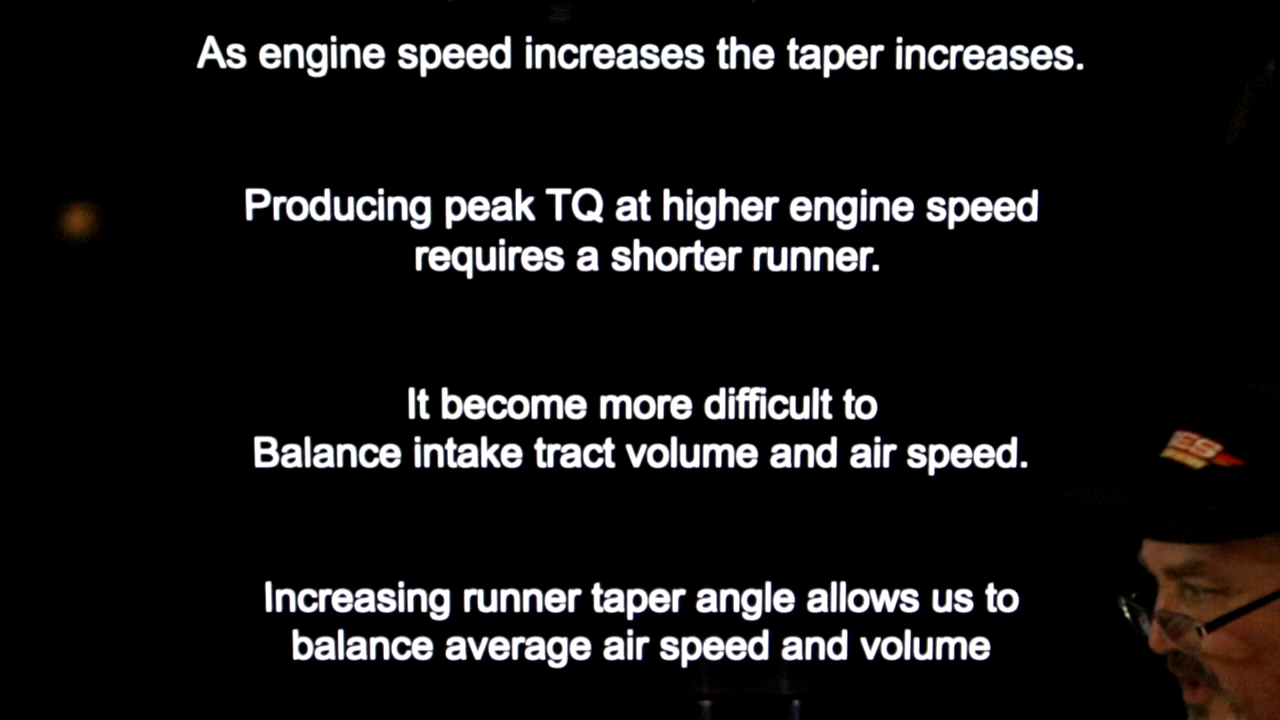 As engine speed increases the taper increases.
Producing peak TQ at higher engine speed
requires a shorter runner.
It become more difficult to
Balance intake tract volume and air speed.
Increasing runner taper angle allows us to
balance average air speed and volume